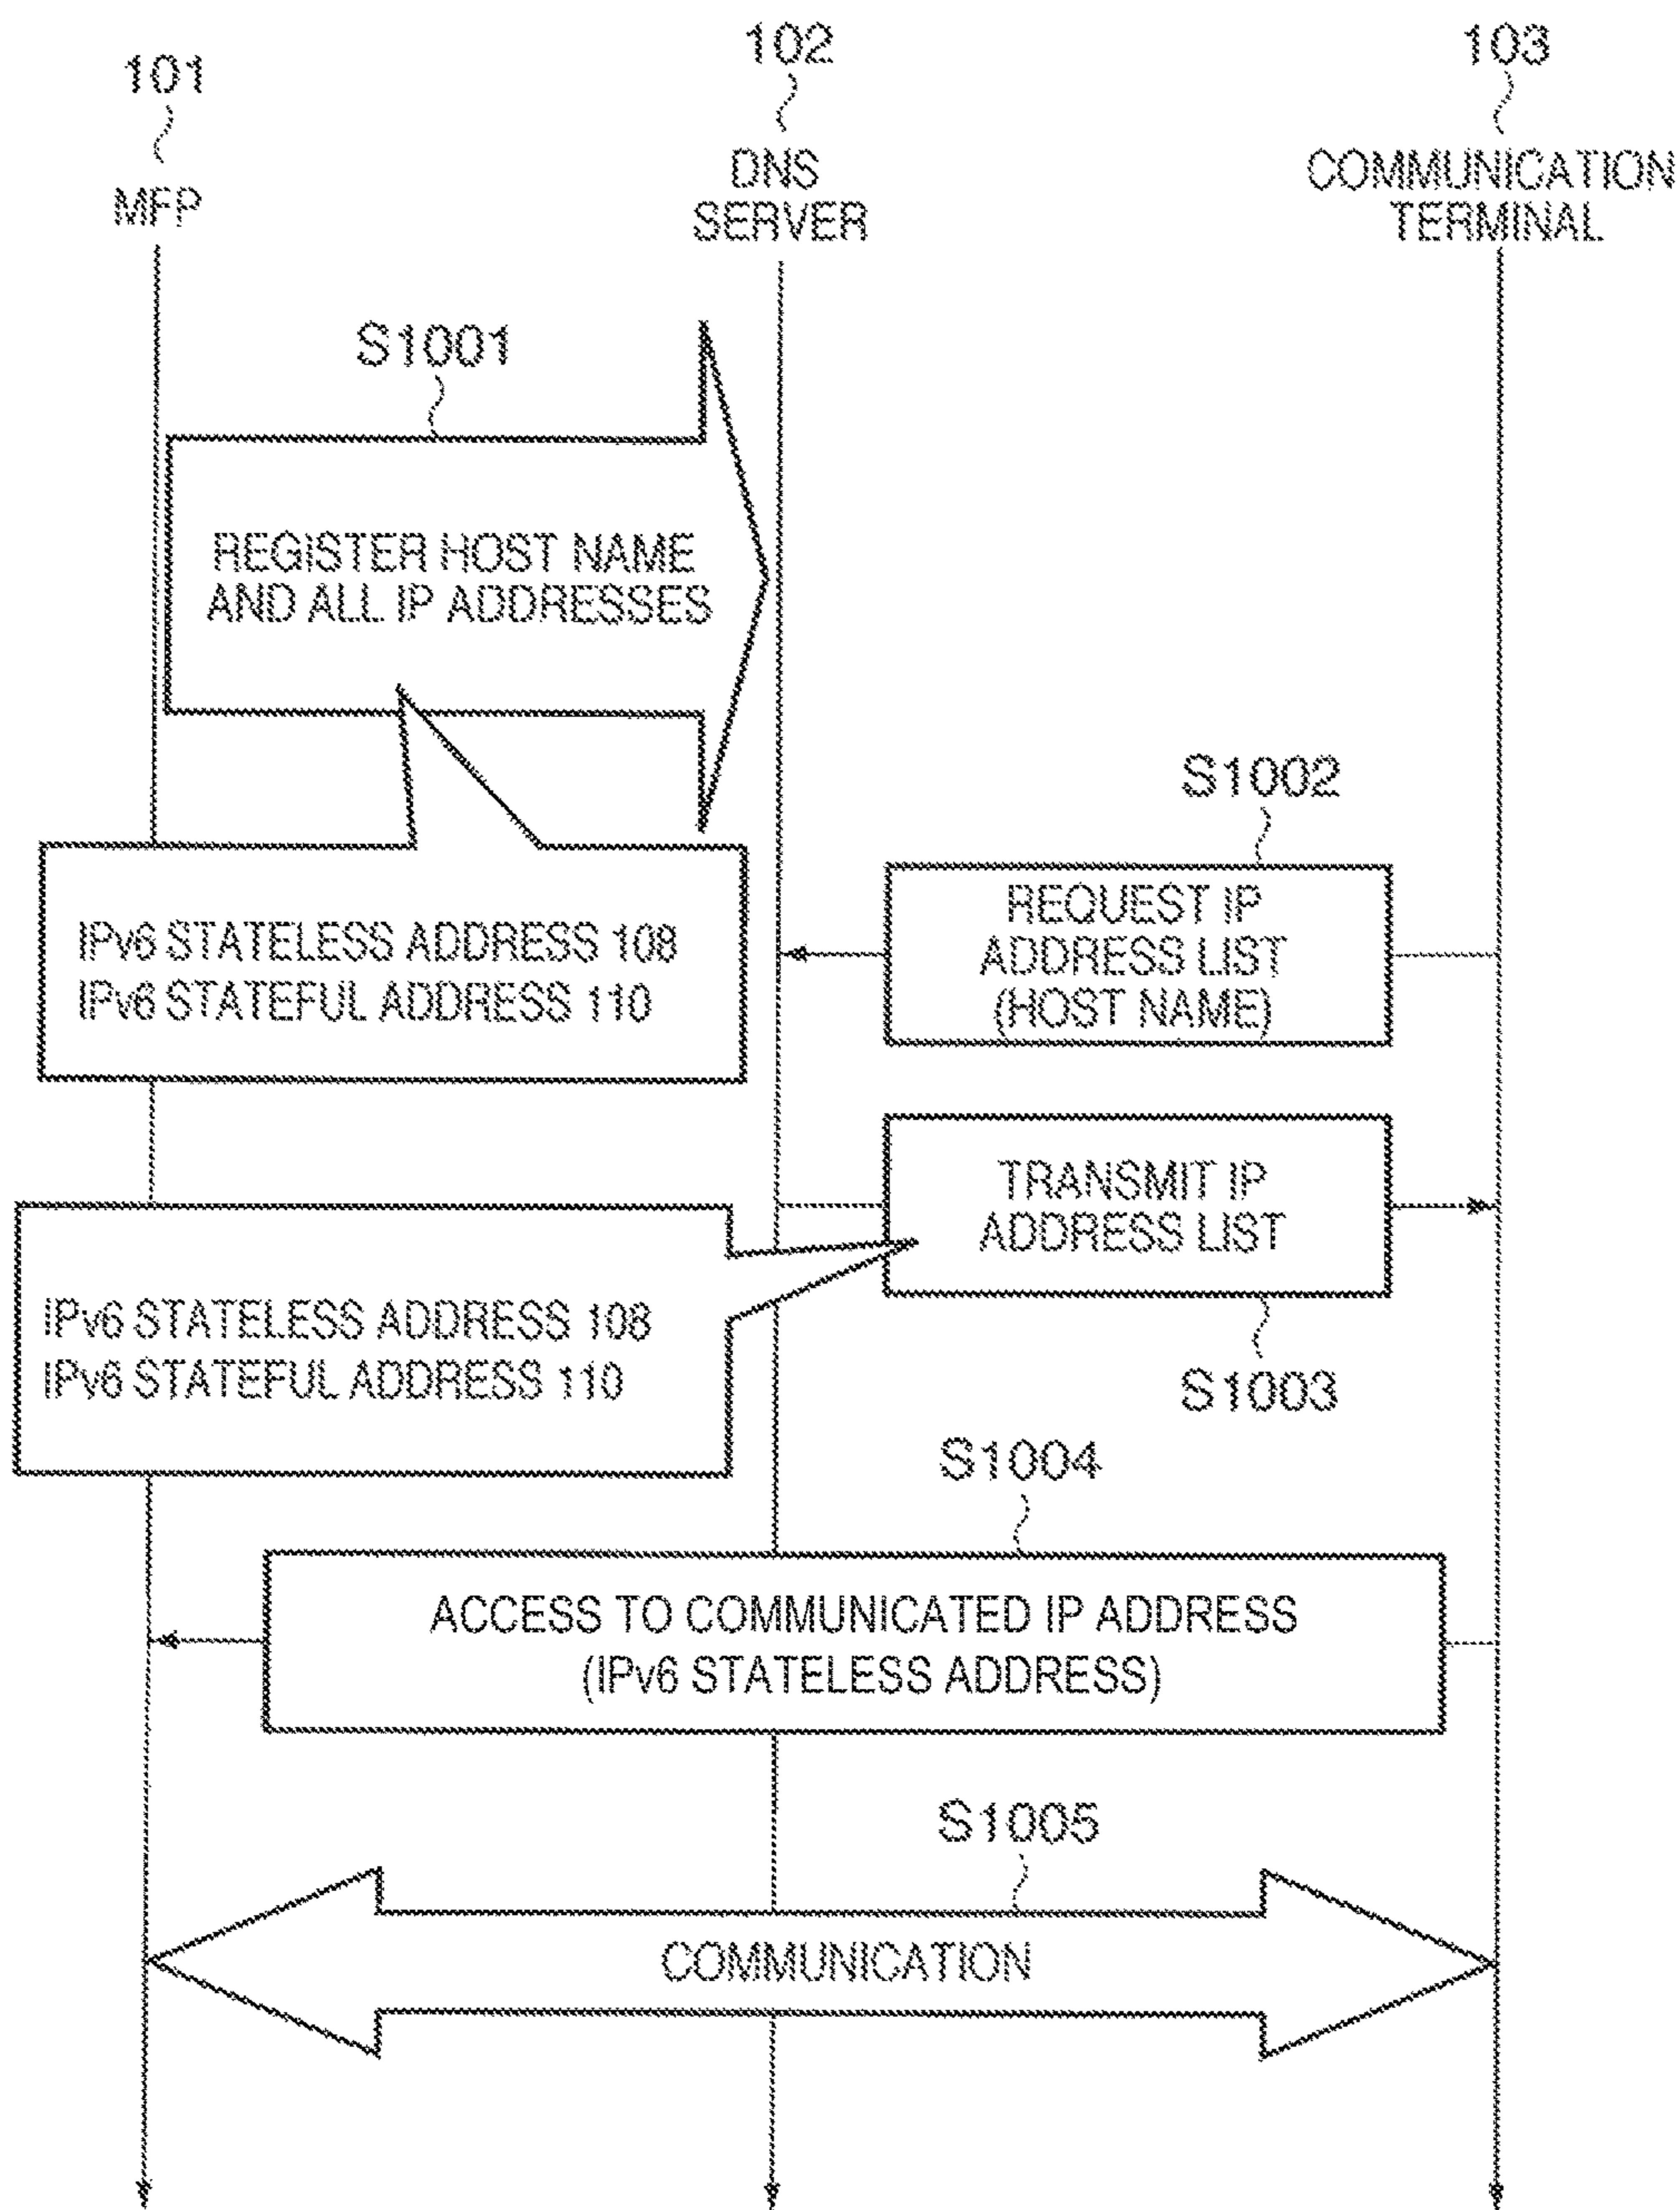 101
102
103
MFP
DNS
SERVER
COMMUNICATION
TERMINAL
S1001
REGISTER HOST NAME
AND ALL IP ADDRESSES
S1002
IPv6 STATELESS ADDRESS 108
IPv6 STATEFUL ADDRESS 110
REQUEST IP
ADDRESS LIST
(HOST NAME)
TRANSMIT IP
ADDRESS LIST
IPv6 STATELESS ADDRESS 108
IPv6 STATEFUL ADDRESS 110
S1003
S1004
ACCESS TO COMMUNICATED IP ADDRESS
(IPv6 STATELESS ADDRESS)
S1005
COMMUNICATION